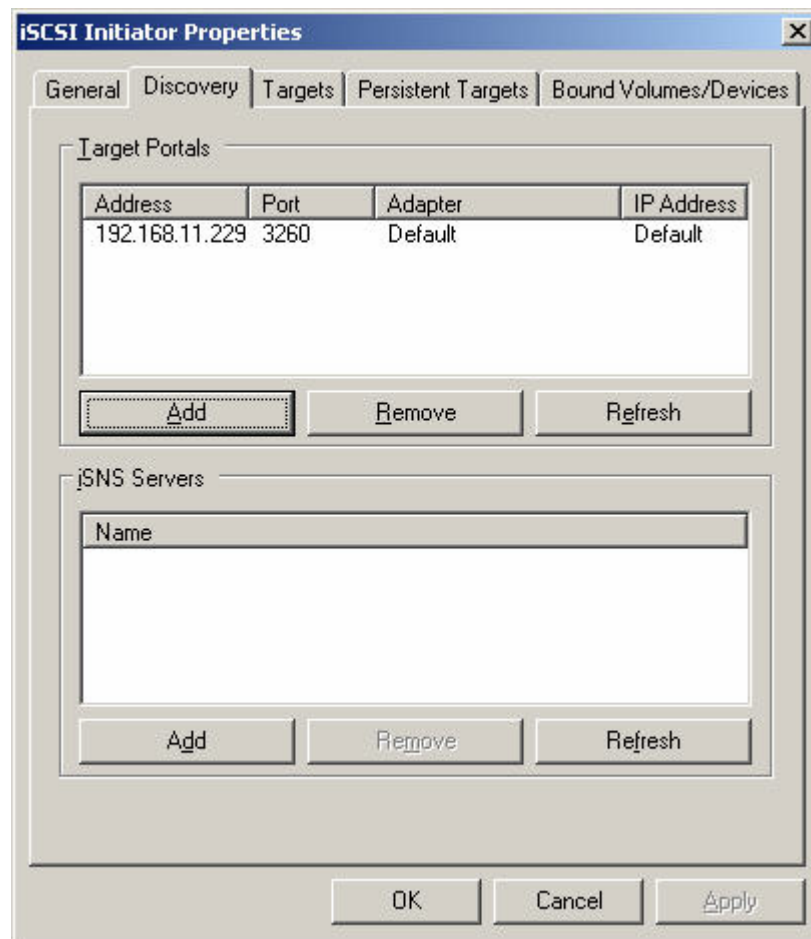 iSCSI Initiator Properties
General Discovery Targets Persistent Targets Bound Volumes/Devices
Target Portals
Address Port Adapter IP Address
192.168.11.229 3260 Default Default
Add Remove Refresh
iSNS Servers
Name
Add Remove Refresh
OK Cancel Apply